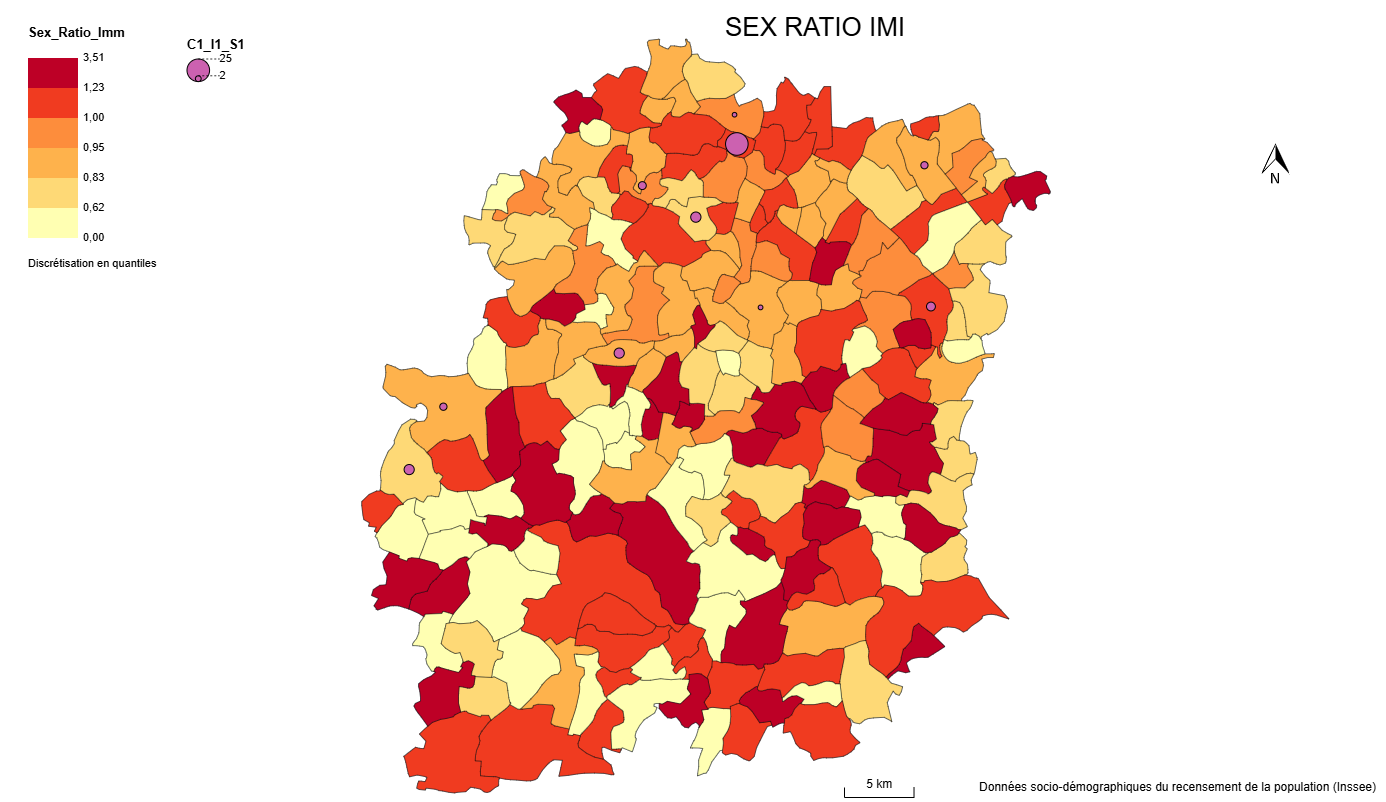 SEX RATIO IMI
Sex_Ratio_Imm
3,51
1,23
1,00
0,95
0,83
0,62
0,00
Discrétisation en quantiles
C1_I1_S1
25
2
N
5 km
Données socio-démographiques du recensement de la population (Inssee)